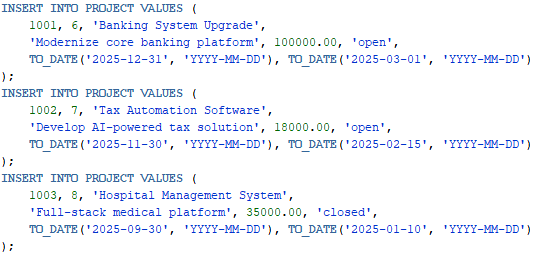 INSERT INTO PROJECT VALUES (
1001, 6, 'Banking System Upgrade',
'Modernize core banking platform', 100000.00, 'open',
TO_DATE('2025-12-31', 'YYYY-MM-DD'), TO_DATE('2025-03-01', 'YYYY-MM-DD')
);
INSERT INTO PROJECT VALUES (
1002, 7, 'Tax Automation Software',
'Develop AI-powered tax solution', 18000.00, 'open',
TO_DATE('2025-11-30', 'YYYY-MM-DD'), TO_DATE('2025-02-15', 'YYYY-MM-DD')
);
INSERT INTO PROJECT VALUES (
1003, 8, 'Hospital Management System',
'Full-stack medical platform', 35000.00, 'closed',
TO_DATE('2025-09-30', 'YYYY-MM-DD'), TO_DATE('2025-01-10', 'YYYY-MM-DD')
);